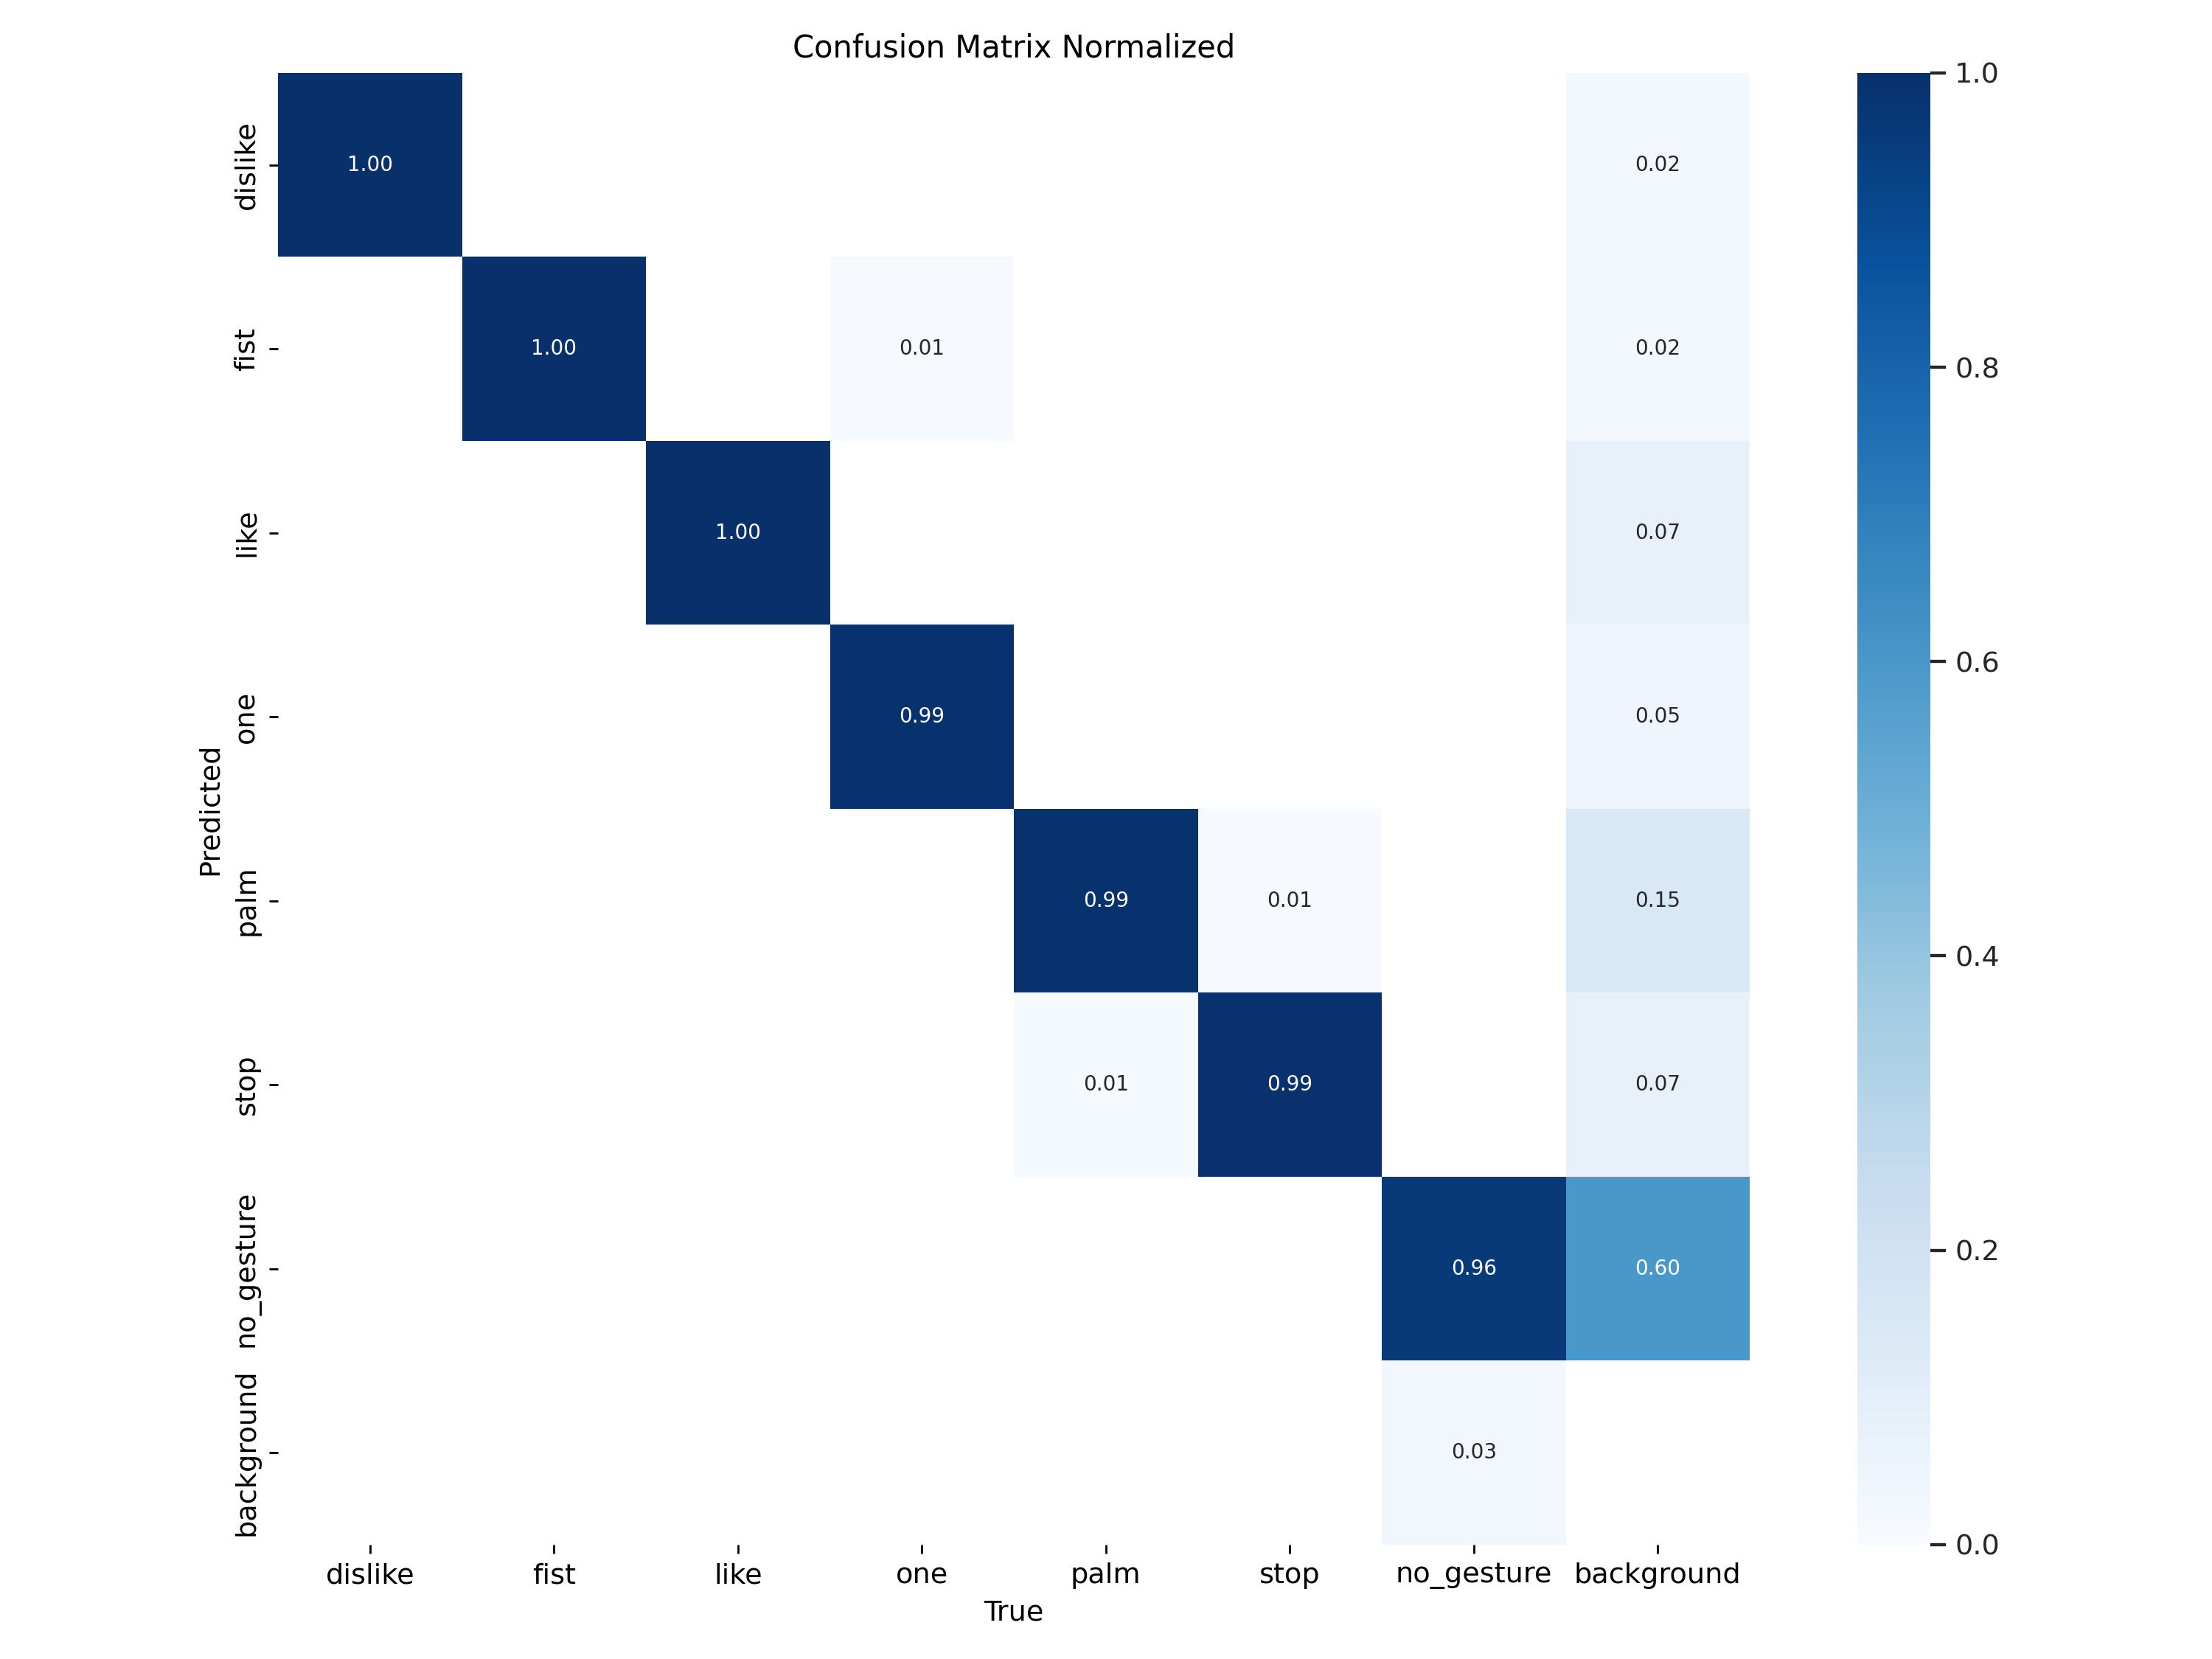 Confusion Matrix Normalized
dislike
1.00
0.02
1.0
fist
1.00
0.01
0.02
0.8
like
1.00
0.07
one
0.99
0.05
0.6
Predicted
palm
0.99
0.01
0.15
0.4
stop
0.01
0.99
0.07
no_gesture
0.96
0.60
0.2
background
0.03
0.0
dislike fist like one palm stop no_gesture background
True